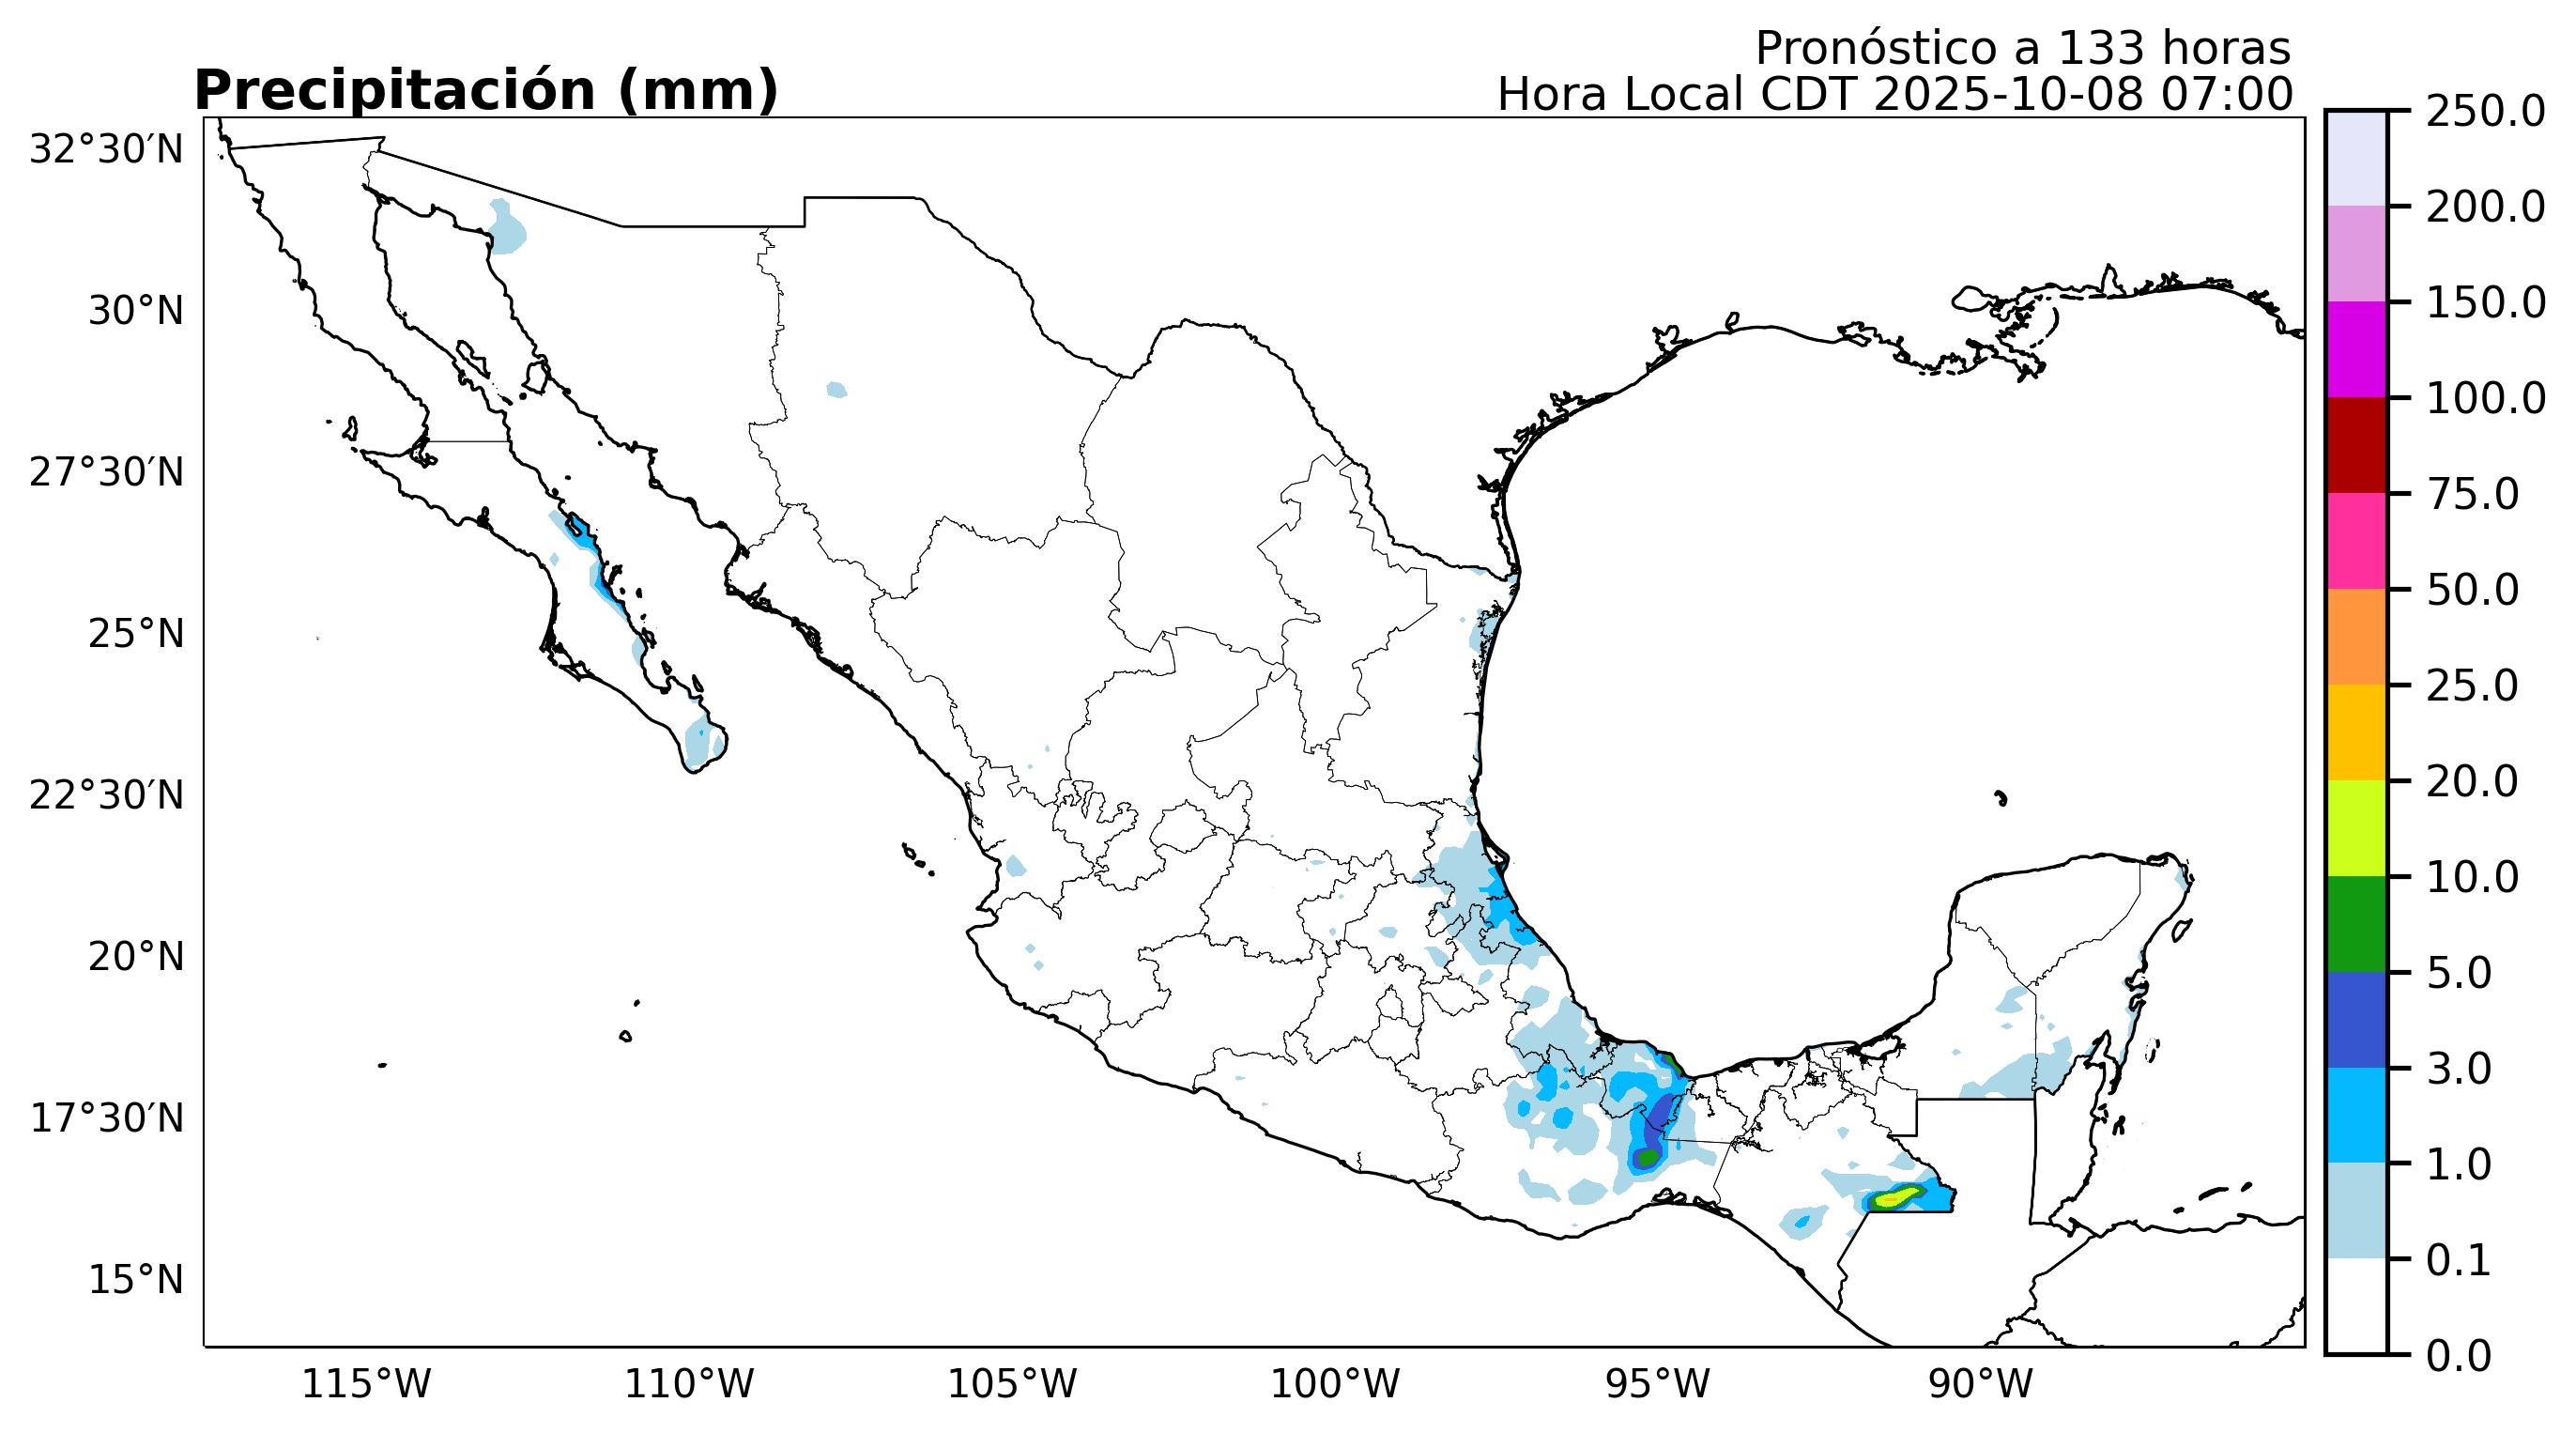 Pronóstico a 133 horas
Precipitación (mm)
Hora Local CDT 2025-10-08 07:00
32°30′N
30°N
27°30′N
25°N
22°30′N
20°N
17°30′N
15°N
115°W
110°W
105°W
100°W
95°W
90°W
250.0
200.0
150.0
100.0
75.0
50.0
25.0
20.0
10.0
5.0
3.0
1.0
0.1
0.0